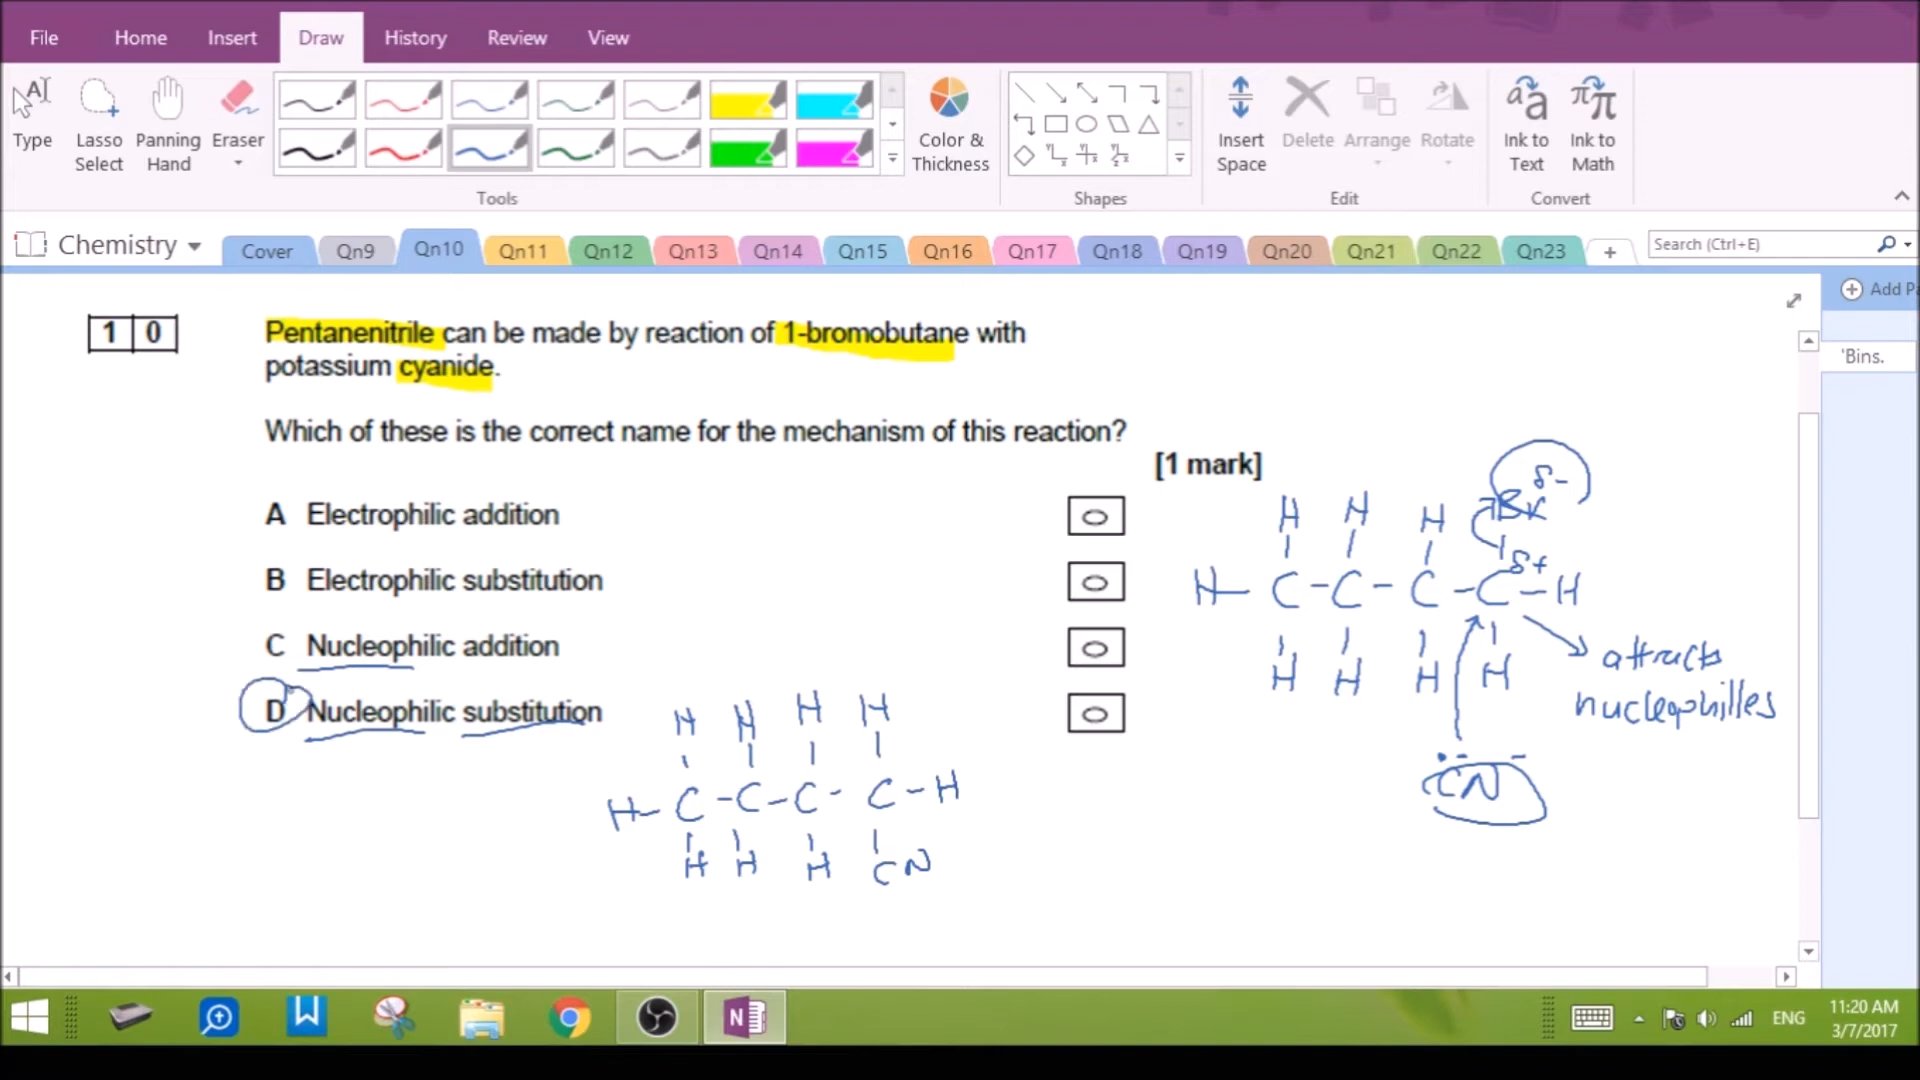 File Home Insert Draw History Review View
Type Lasso Select Panning Hand Eraser Color & Thickness Insert Space Delete Arrange Rotate Ink to Text Ink to Math
Tools Shapes Edit Convert
Chemistry Cover Qn9 Qn10 Qn11 Qn12 Qn13 Qn14 Qn15 Qn16 Qn17 Qn18 Qn19 Qn20 Qn21 Qn22 Qn23 + Search (Ctrl+E)
Add Pa
'Bins.
1 0 Pentanenitrile can be made by reaction of 1-bromobutane with
potassium cyanide.
Which of these is the correct name for the mechanism of this reaction?
[1 mark]
A Electrophilic addition
B Electrophilic substitution
C Nucleophilic addition
D Nucleophilic substitution
δ-
H H H Br
δ+
H C - C - C - C - H
H H H H
attracts
nucleophilles
CN -
H H H H
H - C - C - C - C - H
H H H CN
N ENG 11:20 AM
3/7/2017